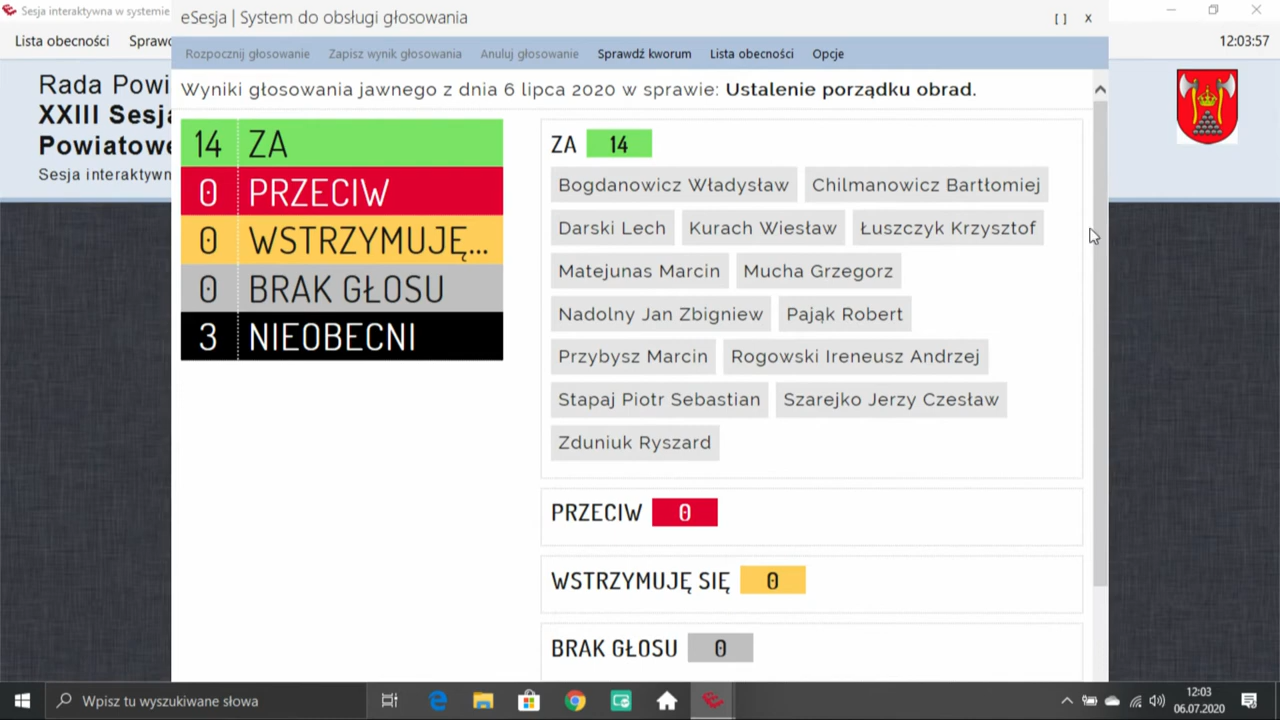 Sesja interaktywna w systemie
eSesja | System do obsługi głosowania
[ ] x
Lista obecności
Rozpocznij głosowanie Zapisz wynik głosowania Anuluj głosowanie Sprawdź kworum Lista obecności Opcje
12:03:57
Rada Powi
XXIII Sesja
Powiatowe
Sesja interaktywn
Wyniki głosowania jawnego z dnia 6 lipca 2020 w sprawie: Ustalenie porządku obrad.
14 ZA
0 PRZECIW
0 WSTRZYMUJĘ...
0 BRAK GŁOSU
3 NIEOBECNI
ZA 14
Bogdanowicz Władysław Chilmanowicz Bartłomiej
Darski Lech Kurach Wiesław Łuszczyk Krzysztof
Matejunas Marcin Mucha Grzegorz
Nadolny Jan Zbigniew Pająk Robert
Przybysz Marcin Rogowski Ireneusz Andrzej
Stapaj Piotr Sebastian Szarejko Jerzy Czesław
Zduniuk Ryszard
PRZECIW 0
WSTRZYMUJĘ SIĘ 0
BRAK GŁOSU 0
Wpisz tu wyszukiwane słowa
12:03
06.07.2020